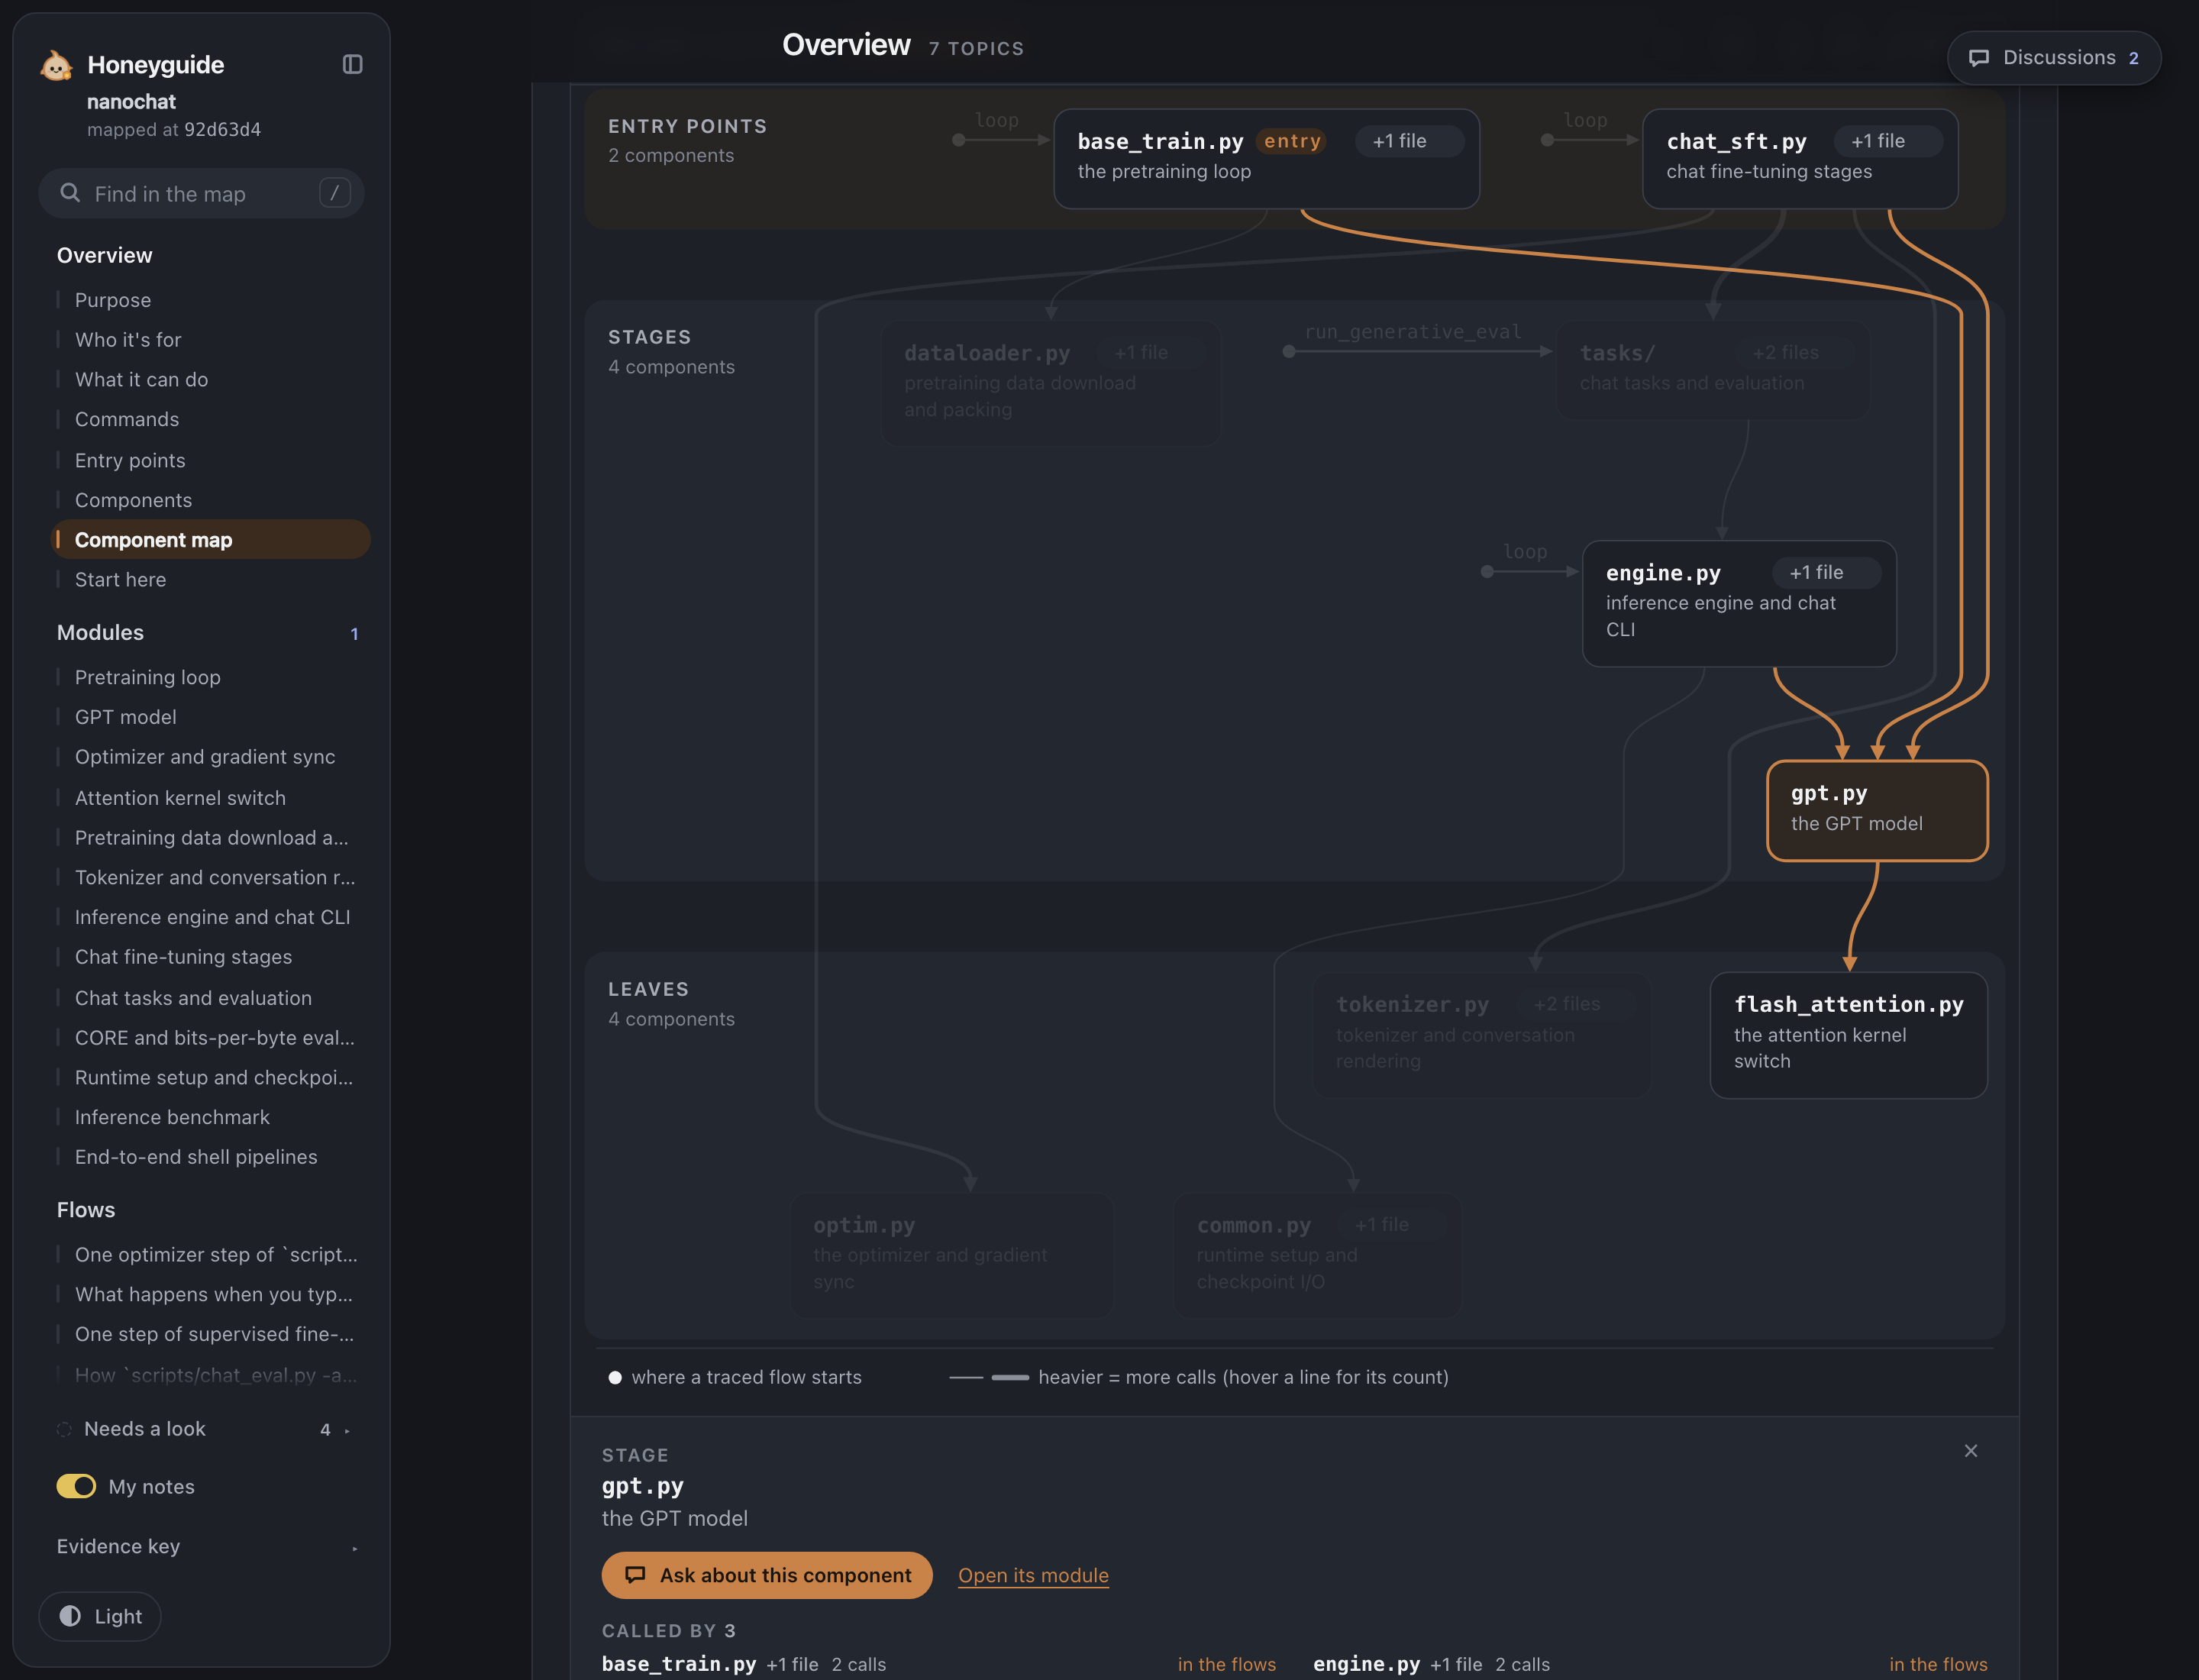 Honeyguide
nanochat
mapped at 92d63d4
Find in the map /
Overview
Purpose
Who it's for
What it can do
Commands
Entry points
Components
Component map
Start here
Modules 1
Pretraining loop
GPT model
Optimizer and gradient sync
Attention kernel switch
Pretraining data download a...
Tokenizer and conversation r...
Inference engine and chat CLI
Chat fine-tuning stages
Chat tasks and evaluation
CORE and bits-per-byte eval...
Runtime setup and checkpoi...
Inference benchmark
End-to-end shell pipelines
Flows
One optimizer step of `script...
What happens when you typ...
One step of supervised fine-...
How `scripts/chat_eval.py -a...
Needs a look 4
My notes
Evidence key
Light
Overview 7 TOPICS
Discussions 2
ENTRY POINTS
2 components
loop
base_train.py entry +1 file
the pretraining loop
loop
chat_sft.py +1 file
chat fine-tuning stages
STAGES
4 components
dataloader.py +1 file
pretraining data download
and packing
run_generative_eval
tasks/ +2 files
chat tasks and evaluation
loop
engine.py +1 file
inference engine and chat
CLI
gpt.py
the GPT model
LEAVES
4 components
tokenizer.py +2 files
tokenizer and conversation
rendering
flash_attention.py
the attention kernel
switch
optim.py
the optimizer and gradient
sync
common.py +1 file
runtime setup and
checkpoint I/O
where a traced flow starts
heavier = more calls (hover a line for its count)
STAGE
gpt.py
the GPT model
Ask about this component
Open its module
CALLED BY 3
base_train.py +1 file 2 calls in the flows
engine.py +1 file 2 calls in the flows